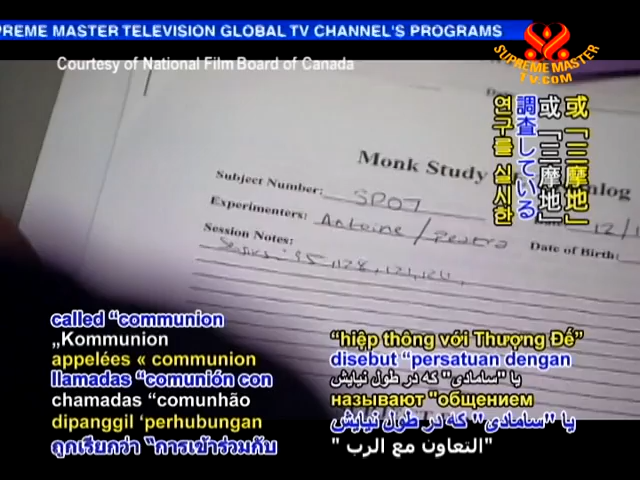 PREME MASTER TELEVISION GLOBAL TV CHANNEL'S PROGRAMS
Courtesy of National Film Board of Canada
SUPREME MASTER
TV.COM
或「三摩地」
或「三摩地」
調査している
연구를 실시한
Monk Study
Subject Number: SP07
Experimenters: Antoine /
Date of Birth:
Session Notes:
called “communion
„Kommunion
appelées « communion
llamadas “comunión con
chamadas “comunhão
dipanggil ‘perhubungan
ถูกเรียกว่า “การเข้าร่วมกับ
“hiệp thông với Thượng Đế”
disebut “persatuan dengan
یا “سامادی” که در طول نیایش
называют "общением
یا “سامادی” که در طول نیایش
"التعاون مع الرب "